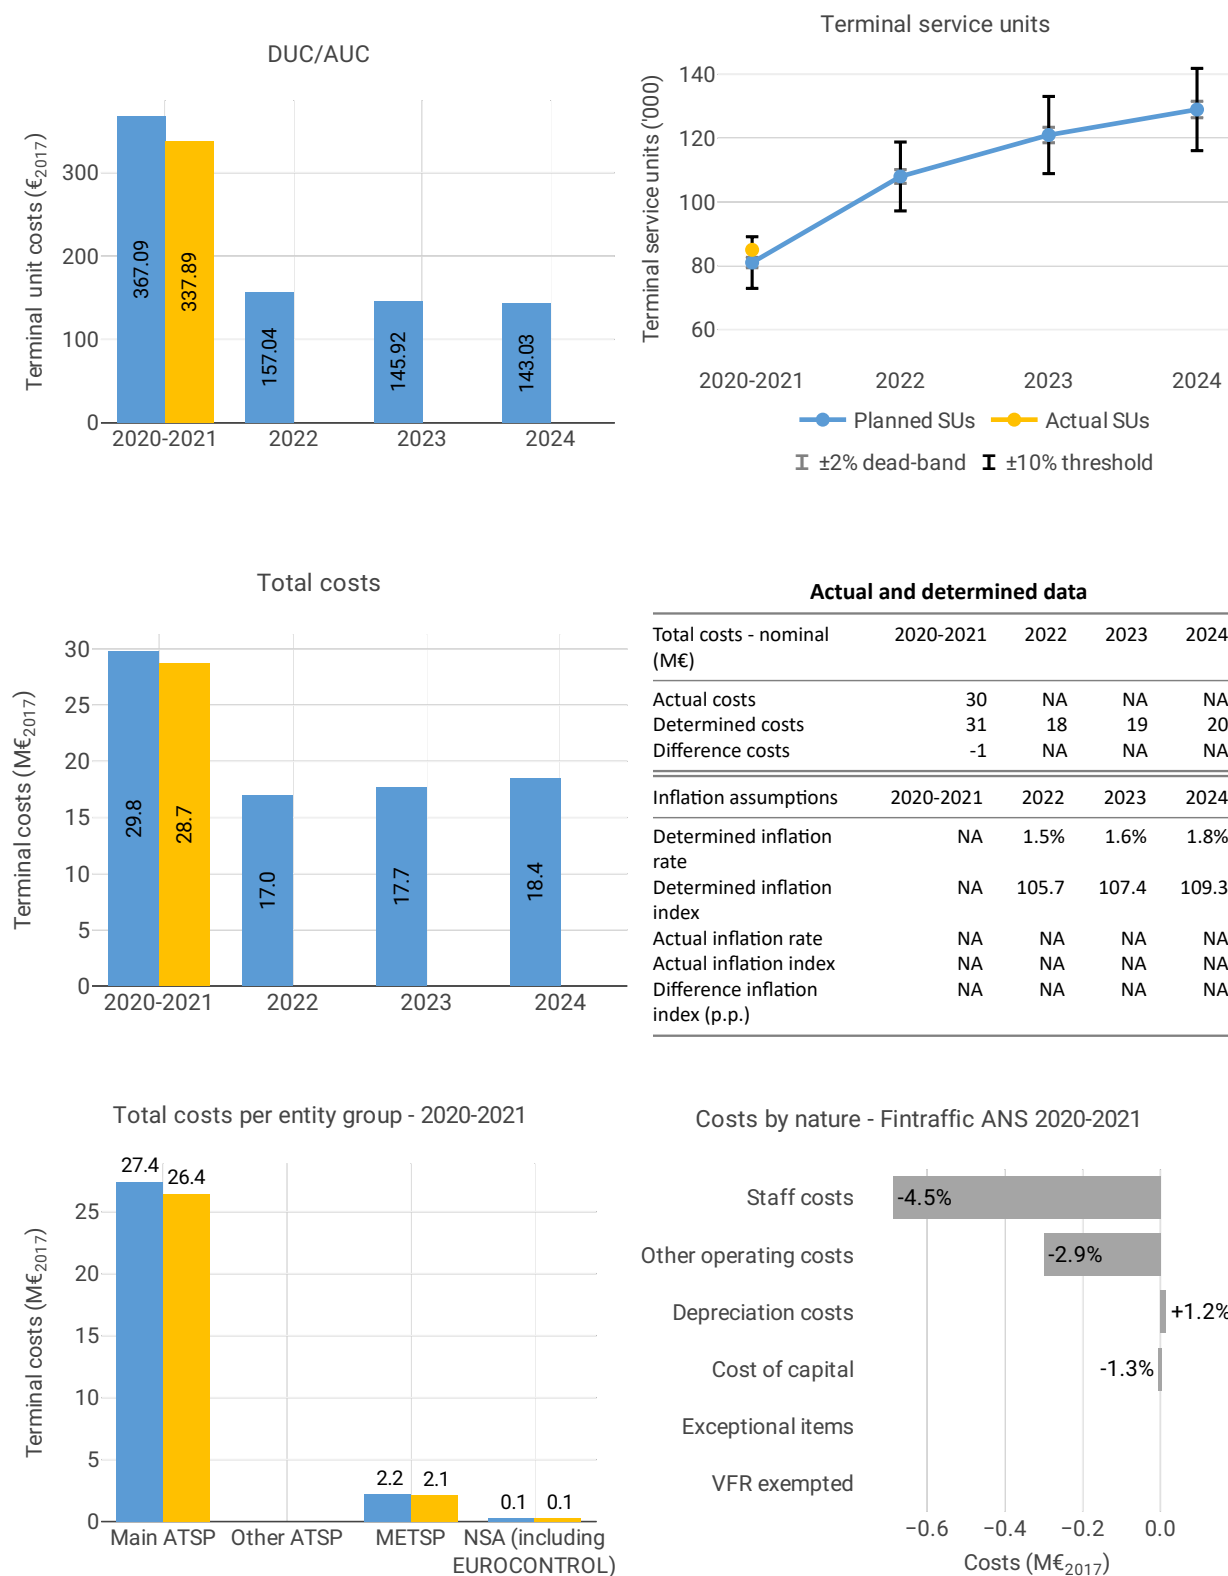 DUC/AUC
Terminal unit costs (€2017)
300
200
100
0
367.09
337.89
157.04
145.92
143.03
2020-2021 2022 2023 2024
Terminal service units
Terminal service units ('000)
140
120
100
80
60
2020-2021 2022 2023 2024
Planned SUs Actual SUs
±2% dead-band ±10% threshold
Total costs
Terminal costs (M€2017)
30
25
20
15
10
5
0
29.8
28.7
17.0
17.7
18.4
2020-2021 2022 2023 2024
Actual and determined data
Total costs - nominal 2020-2021 2022 2023 2024
(M€)
Actual costs 30 NA NA NA
Determined costs 31 18 19 20
Difference costs -1 NA NA NA
Inflation assumptions 2020-2021 2022 2023 2024
Determined inflation NA 1.5% 1.6% 1.8%
rate
Determined inflation NA 105.7 107.4 109.3
index
Actual inflation rate NA NA NA NA
Actual inflation index NA NA NA NA
Difference inflation NA NA NA NA
index (p.p.)
Total costs per entity group - 2020-2021
Terminal costs (M€2017)
25
20
15
10
5
0
27.4
26.4
2.2
2.1
0.1
0.1
Main ATSP Other ATSP METSP NSA (including
EUROCONTROL)
Costs by nature - Fintraffic ANS 2020-2021
Staff costs -4.5%
Other operating costs -2.9%
Depreciation costs +1.2%
Cost of capital -1.3%
Exceptional items
VFR exempted
−0.6 −0.4 −0.2 0.0
Costs (M€2017)